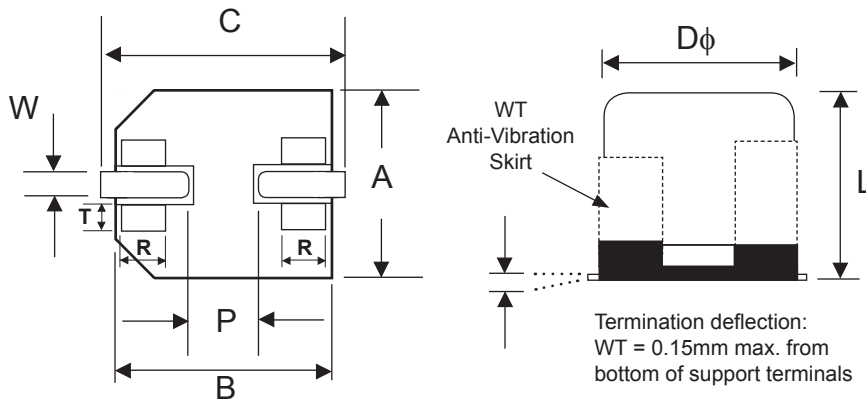 C
Dϕ
W
WT
Anti-Vibration
Skirt
A
L
T
R
R
P
B
Termination deflection:
WT = 0.15mm max. from
bottom of support terminals